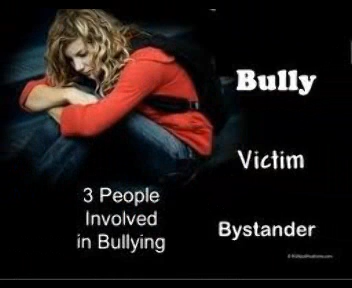 Bully
Victim
3 People
Involved
in Bullying
Bystander